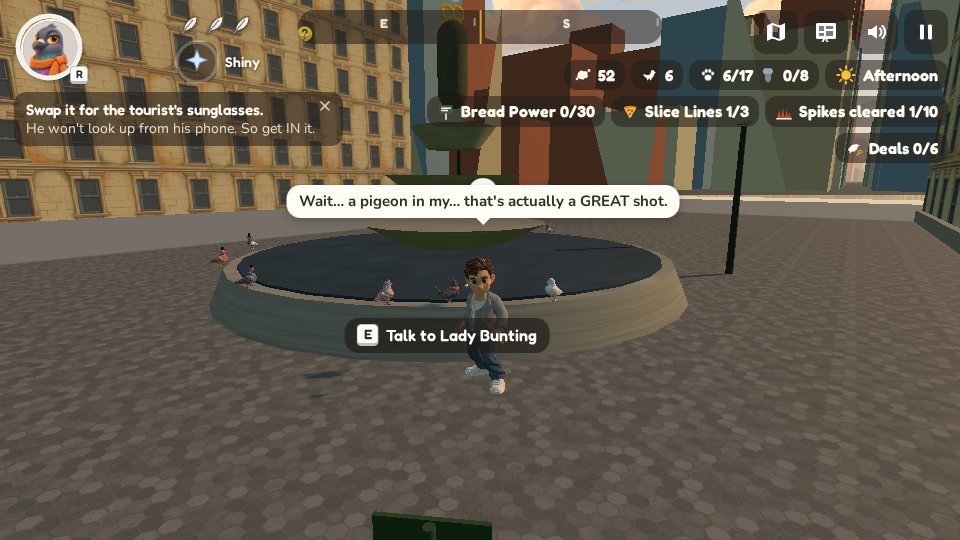 E
S
R
Shiny
52
6
6/17
0/8
Afternoon
Swap it for the tourist's sunglasses.
He won't look up from his phone. So get IN it.
Bread Power 0/30
Slice Lines 1/3
Spikes cleared 1/10
Deals 0/6
Wait... a pigeon in my... that's actually a GREAT shot.
E Talk to Lady Bunting